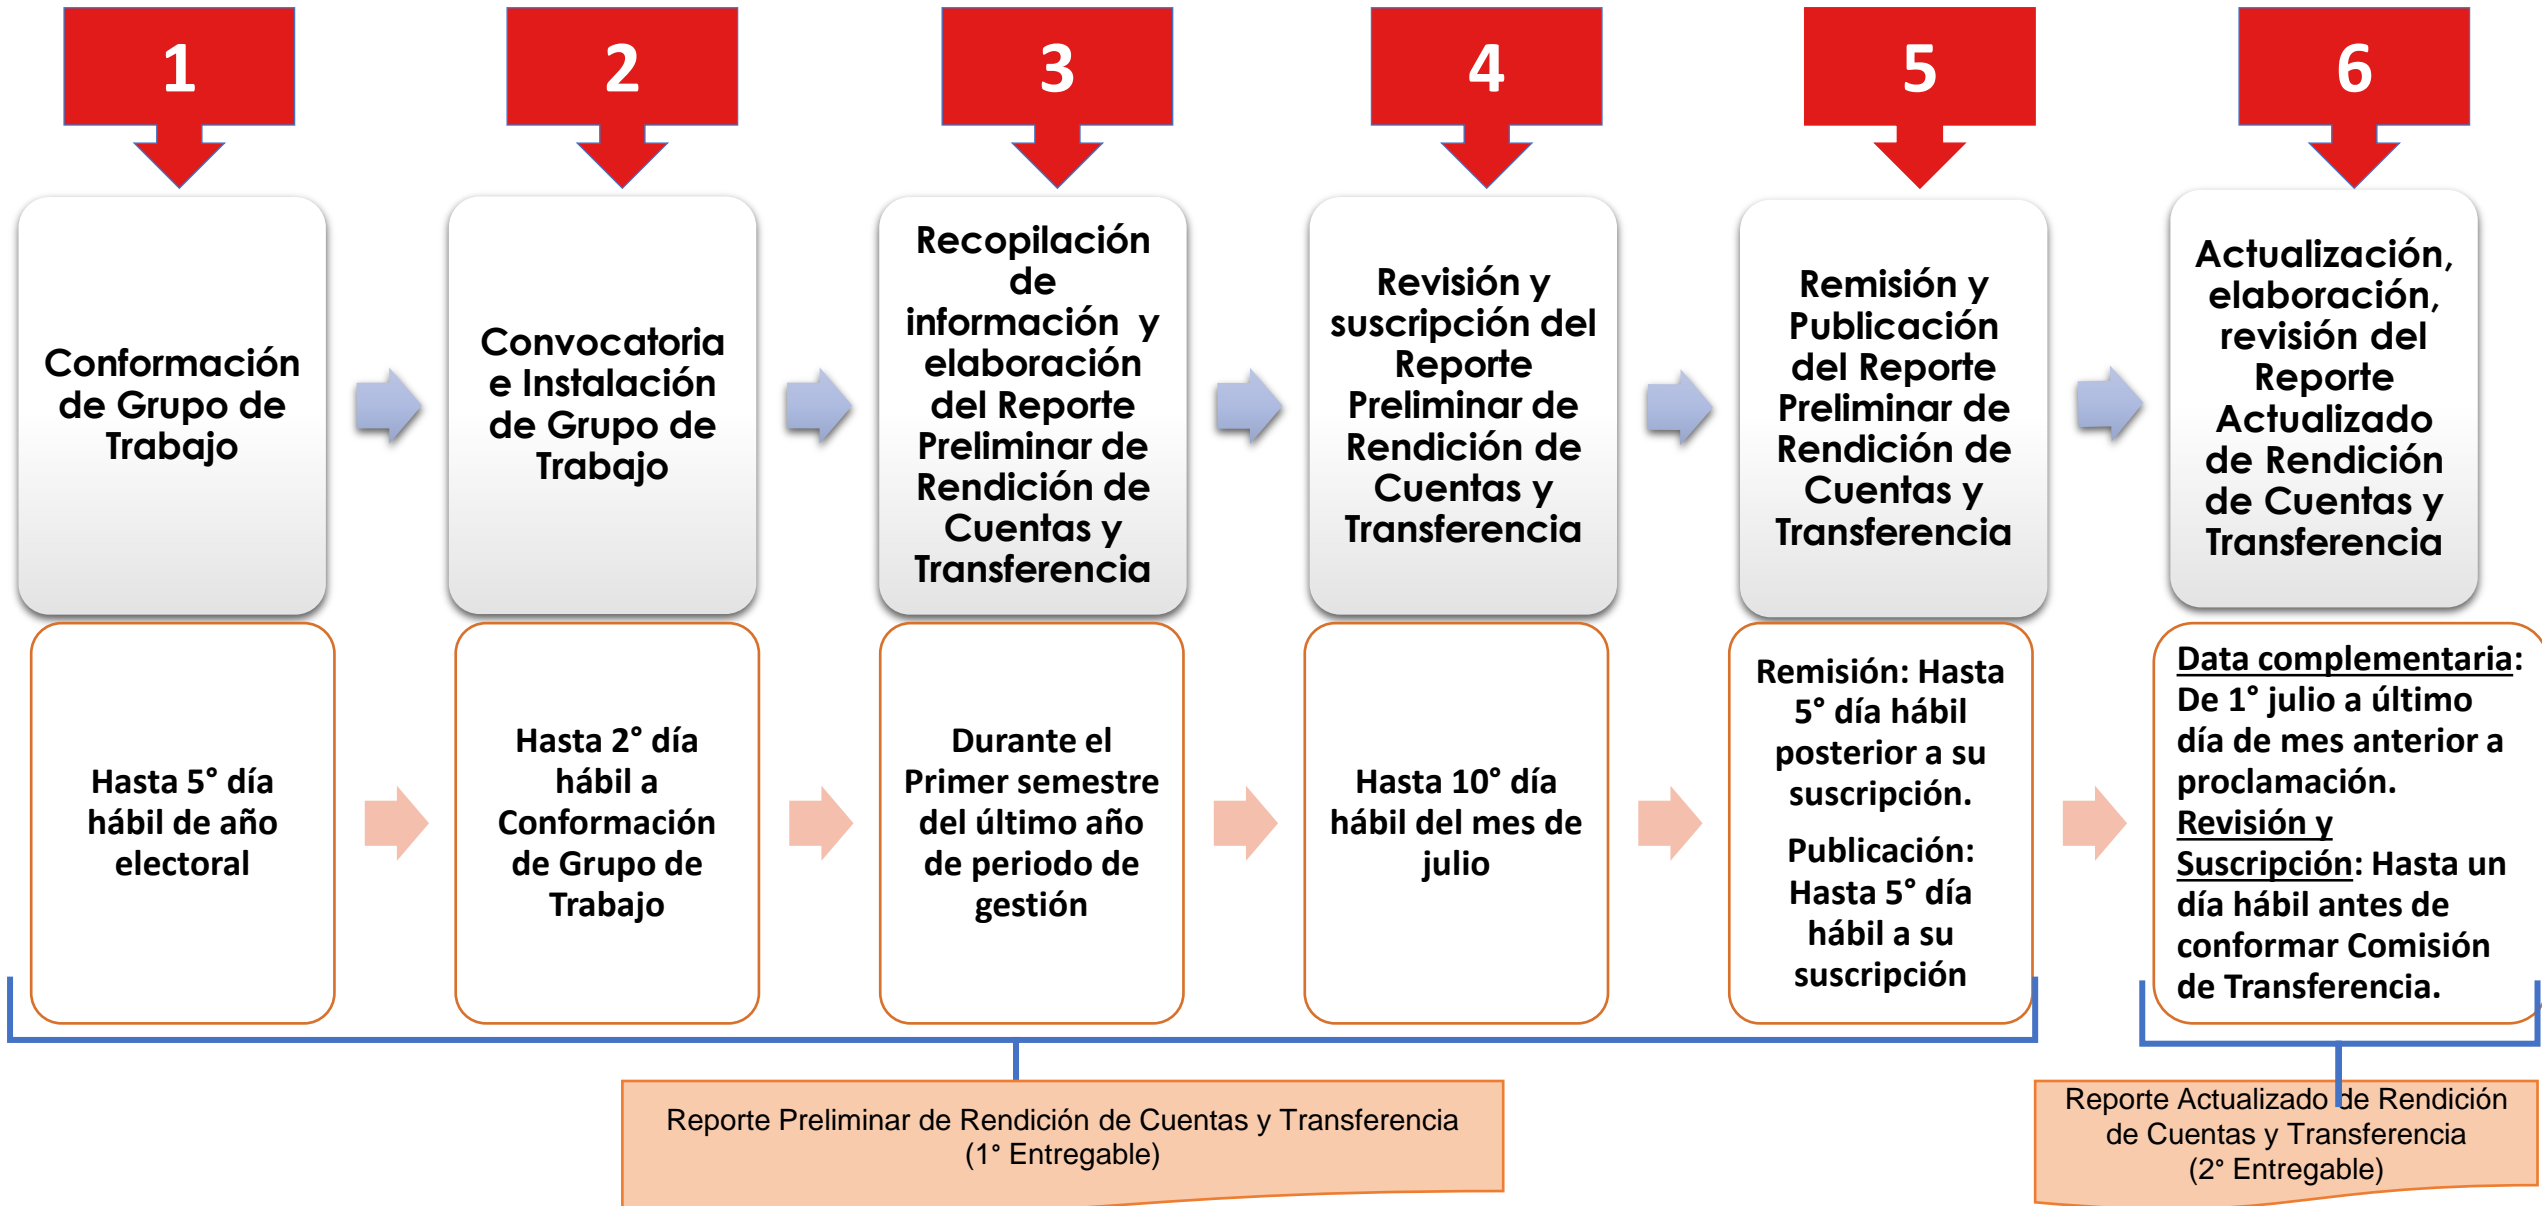 1
2
3
4
5
6
Conformación
de Grupo de
Trabajo
Convocatoria
e Instalación
de Grupo de
Trabajo
Recopilación
de
información y
elaboración
del Reporte
Preliminar de
Rendición de
Cuentas y
Transferencia
Revisión y
suscripción del
Reporte
Preliminar de
Rendición de
Cuentas y
Transferencia
Remisión y
Publicación
del Reporte
Preliminar de
Rendición de
Cuentas y
Transferencia
Actualización,
elaboración,
revisión del
Reporte
Actualizado
de Rendición
de Cuentas y
Transferencia
Hasta 5° día
hábil de año
electoral
Hasta 2° día
hábil a
Conformación
de Grupo de
Trabajo
Durante el
Primer semestre
del último año
de periodo de
gestión
Hasta 10° día
hábil del mes de
julio
Remisión: Hasta
5° día hábil
posterior a su
suscripción.
Publicación:
Hasta 5° día
hábil a su
suscripción
Data complementaria:
De 1° julio a último
día de mes anterior a
proclamación.
Revisión y
Suscripción: Hasta un
día hábil antes de
conformar Comisión
de Transferencia.
Reporte Preliminar de Rendición de Cuentas y Transferencia
(1° Entregable)
Reporte Actualizado de Rendición
de Cuentas y Transferencia
(2° Entregable)